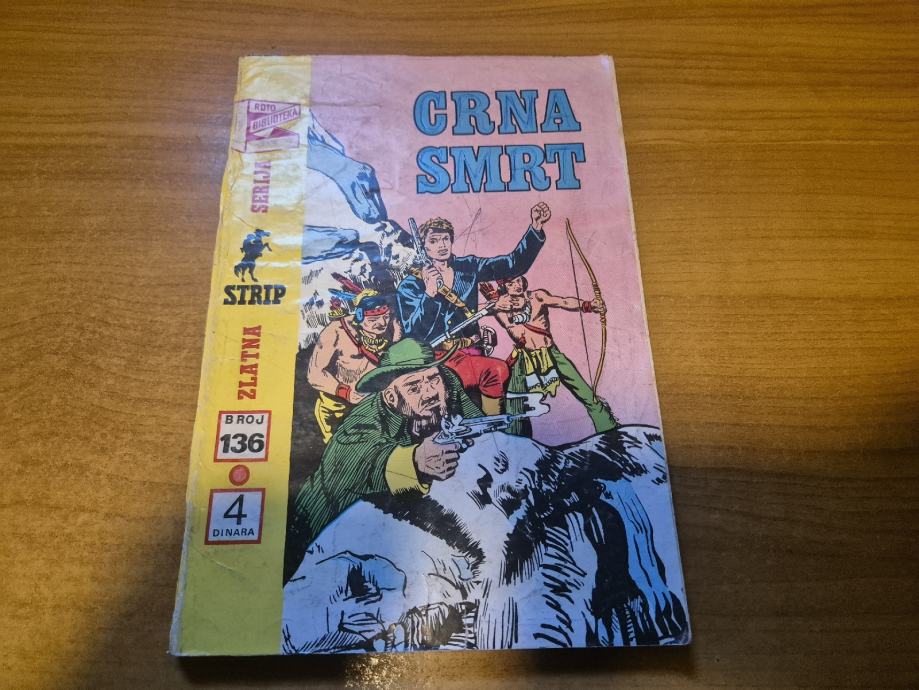 CRNA
SMRT
ROTO
BIBLIOTEKA
ZLATNA
STRIP
SERIJA
BROJ
136
4
DINARA